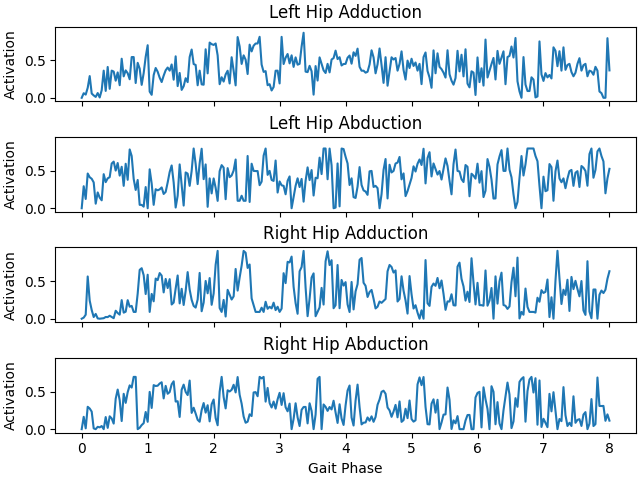 Left Hip Adduction
Activation
0.5
0.0
Left Hip Abduction
Activation
0.5
0.0
Right Hip Adduction
Activation
0.5
0.0
Right Hip Abduction
Activation
0.5
0.0
0 1 2 3 4 5 6 7 8
Gait Phase